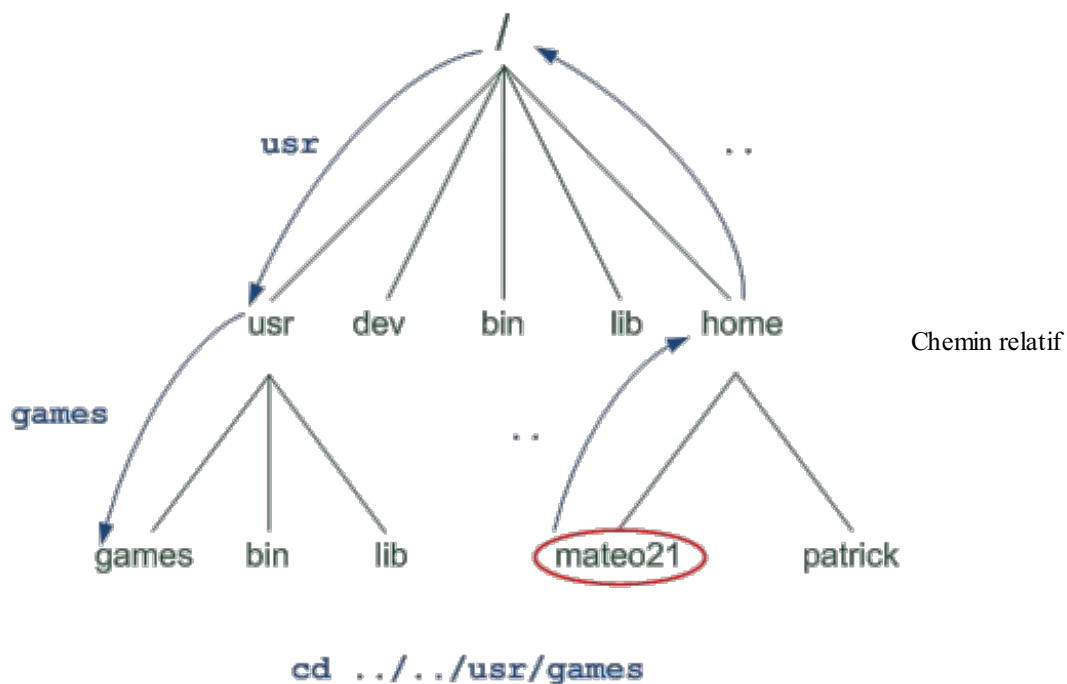 /
usr
..
usr dev bin lib home
Chemin relatif
games
..
games bin lib mateo21 patrick
cd ../../usr/games